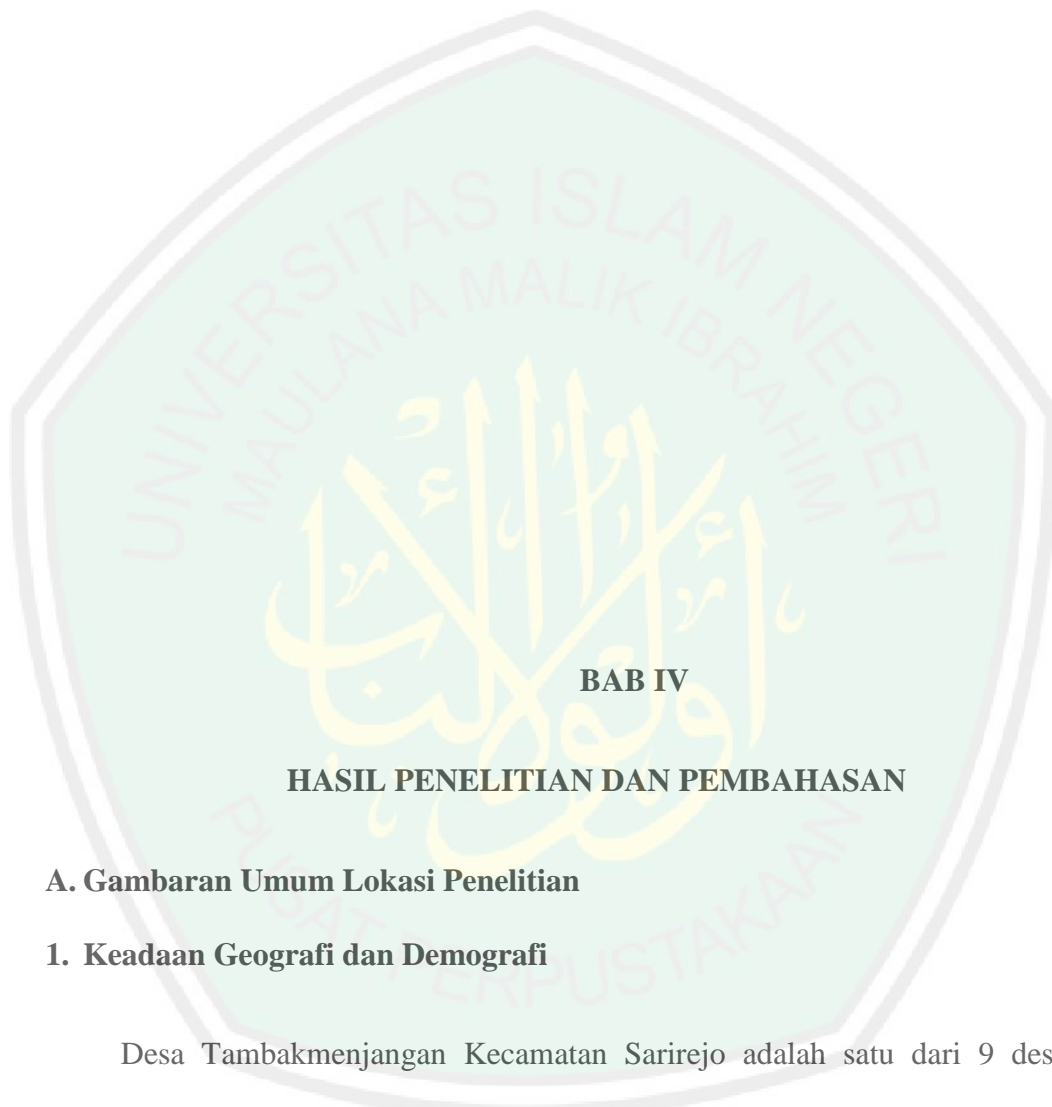 UNIVERSITAS ISLAM NEGERI
MAULANA MALIK IBRAHIM
BAB IV
HASIL PENELITIAN DAN PEMBAHASAN
A. Gambaran Umum Lokasi Penelitian
1. Keadaan Geografi dan Demografi
Desa Tambakmenjangan Kecamatan Sarirejo adalah satu dari 9 des
PUSAT PERPUSTAKAAN